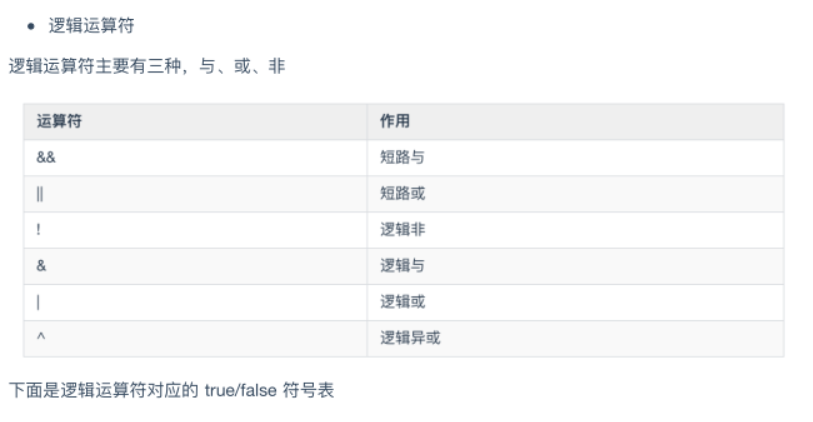 • 逻辑运算符
逻辑运算符主要有三种，与、或、非
运算符 作用
&& 短路与
|| 短路或
! 逻辑非
& 逻辑与
| 逻辑或
^ 逻辑异或
下面是逻辑运算符对应的 true/false 符号表